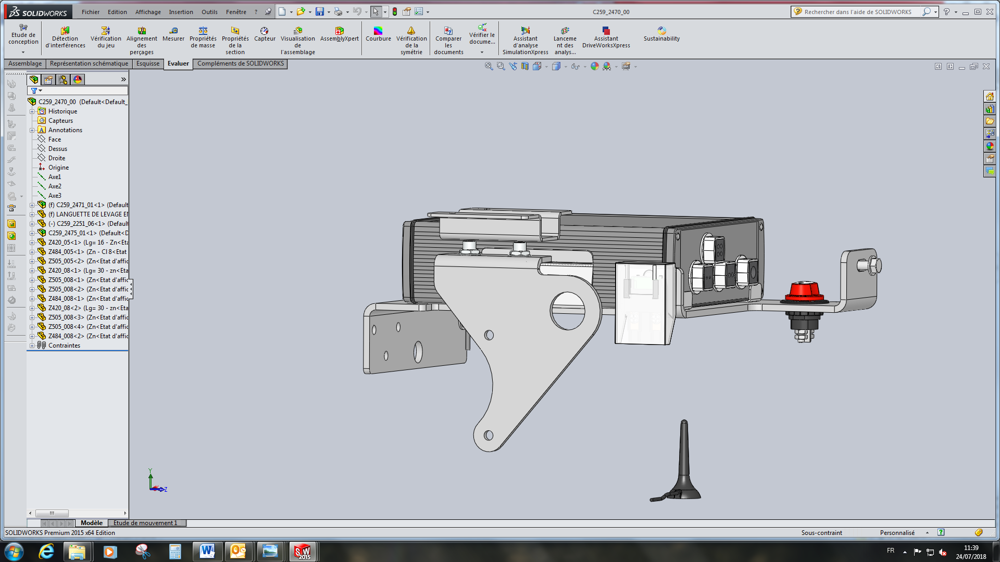 SOLIDWORKS
Fichier Edition Affichage Insertion Outils Fenêtre ?
C259_2470_00
Rechercher dans l'aide de SOLIDWORKS
Etude de
conception
Détection
d'interférences
Vérification
du jeu
Alignement
des
perçages
Mesurer
Propriétés
de masse
Propriétés
de la
section
Capteur
Visualisation
de
l'assemblage
AssemblyXpert
Courbure
Vérification
de la
symétrie
Comparer
les
documents
Vérifier le
docume...
Assistant
d'analyse
SimulationXpress
Lanceme
nt des
analys...
Assistant
DriveWorksXpress
Sustainability
Assemblage Représentation schématique Esquisse Evaluer Compléments de SOLIDWORKS
C259_2470_00 (Default<Default_
Historique
Capteurs
Annotations
Face
Dessus
Droite
Origine
Axe1
Axe2
Axe3
(f) C259_2471_01<1> (Default
(f) LANGUETTE DE LEVAGE EN
(-) C259_2251_06<1> (Default
C259_2475_01<1> (Default<D
Z420_05<1> (Lg= 16 - Zn<Eta
Z484_005<1> (Zn - Cl 8<Etat
Z505_005<2> (Zn<Etat d'affic
Z420_08<1> (Lg= 30 - zn<Eta
Z505_008<1> (Zn<Etat d'affic
Z505_008<2> (Zn<Etat d'affic
Z484_008<1> (Zn<Etat d'affic
Z420_08<2> (Lg= 30 - zn<Eta
Z505_008<3> (Zn<Etat d'affic
Z505_008<4> (Zn<Etat d'affic
Z484_008<2> (Zn<Etat d'affic
Contraintes
Y
Z
Modèle Etude de mouvement 1
SOLIDWORKS Premium 2015 x64 Edition
Sous-contraint
Personnalisé
FR
11:39
24/07/2018